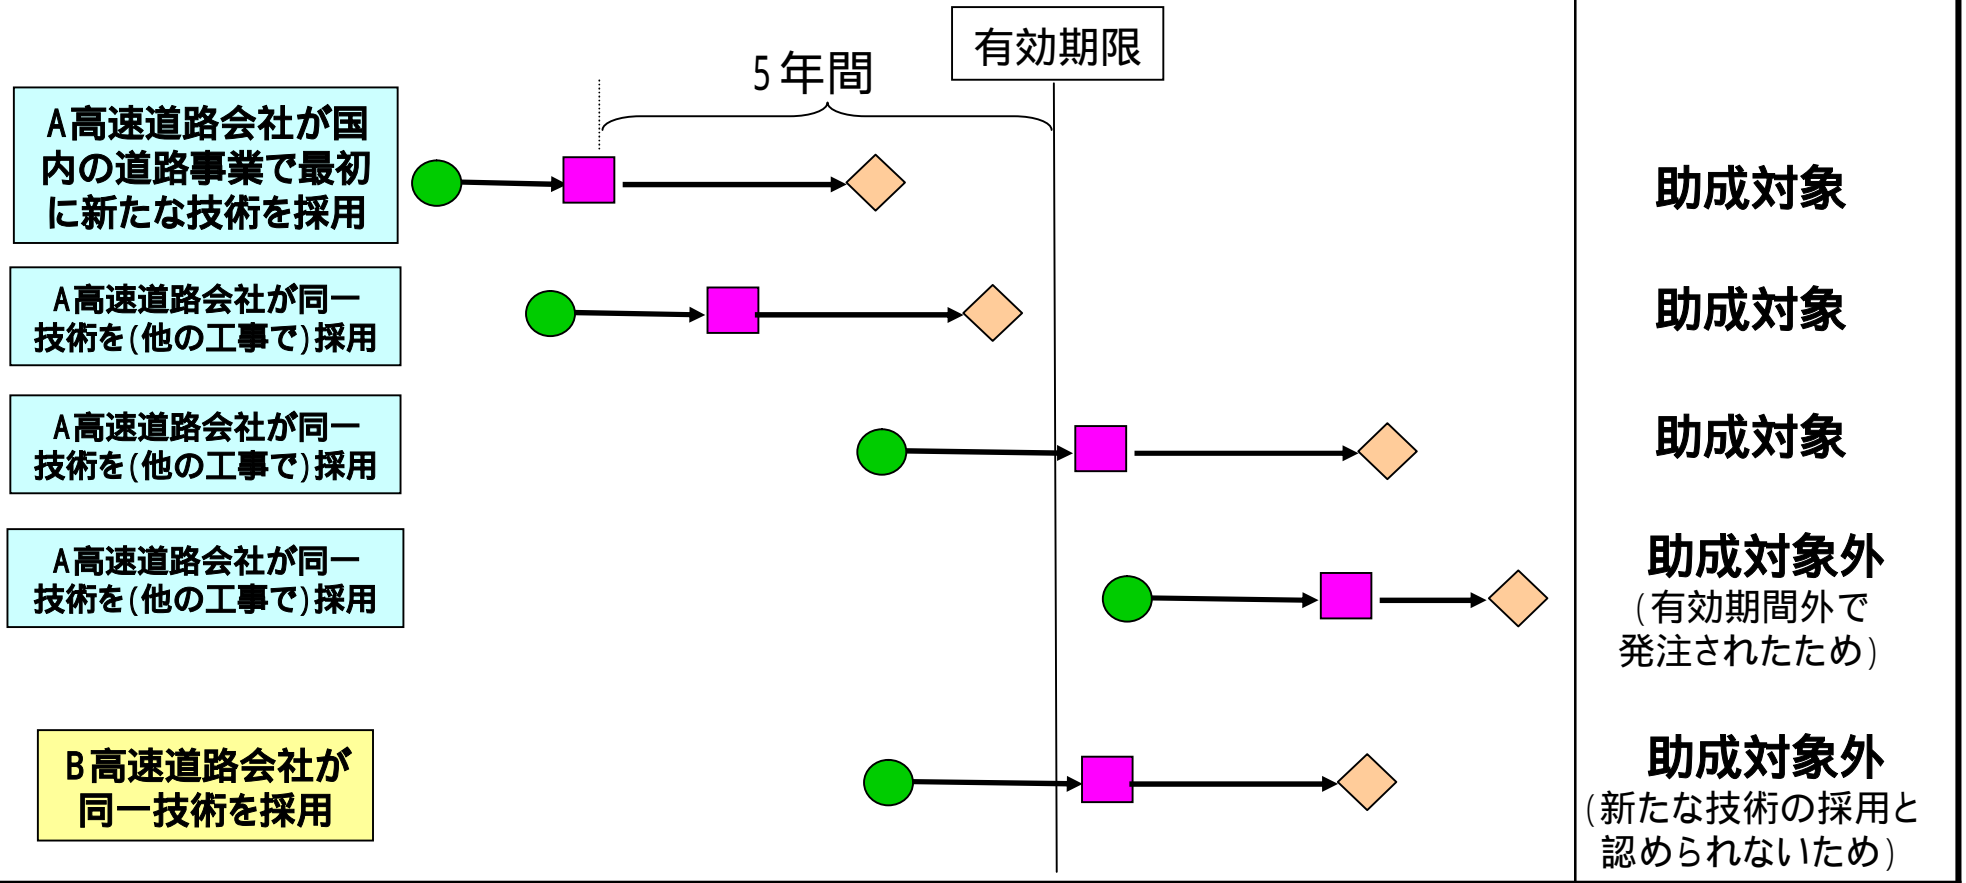 有効期限
5年間
A高速道路会社が国
内の道路事業で最初
に新たな技術を採用
助成対象
A高速道路会社が同一
技術を(他の工事で)採用
助成対象
A高速道路会社が同一
技術を(他の工事で)採用
助成対象
A高速道路会社が同一
技術を(他の工事で)採用
助成対象外
(有効期間外で
発注されたため)
B高速道路会社が
同一技術を採用
助成対象外
(新たな技術の採用と
認められないため)